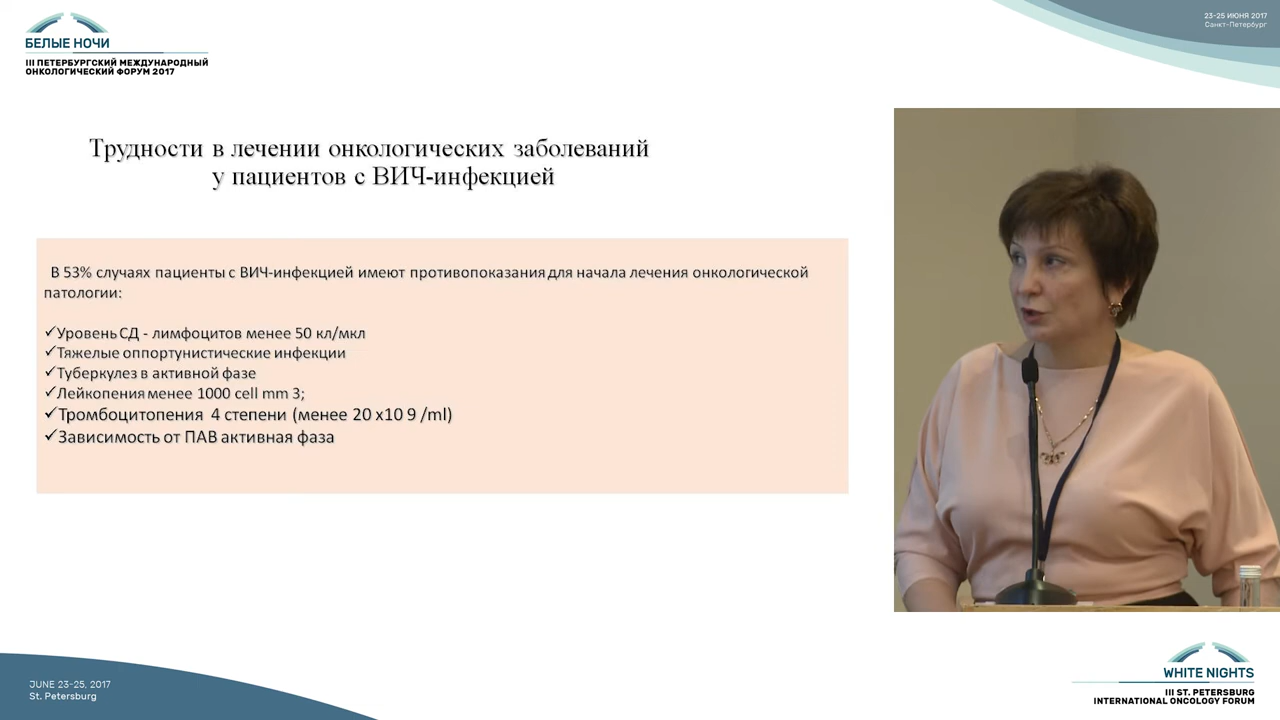 БЕЛЫЕ НОЧИ
III ПЕТЕРБУРГСКИЙ МЕЖДУНАРОДНЫЙ
ОНКОЛОГИЧЕСКИЙ ФОРУМ 2017
23-25 ИЮНЯ 2017
Санкт-Петербург
Трудности в лечении онкологических заболеваний
у пациентов с ВИЧ-инфекцией
В 53% случаях пациенты с ВИЧ-инфекцией имеют противопоказания для начала лечения онкологической
патологии:
✓Уровень СД - лимфоцитов менее 50 кл/мкл
✓Тяжелые оппортунистические инфекции
✓Туберкулез в активной фазе
✓Лейкопения менее 1000 cell mm 3;
✓Тромбоцитопения 4 степени (менее 20 x10 9 /ml)
✓Зависимость от ПАВ активная фаза
JUNE 23-25, 2017
St. Petersburg
WHITE NIGHTS
III ST. PETERSBURG
INTERNATIONAL ONCOLOGY FORUM